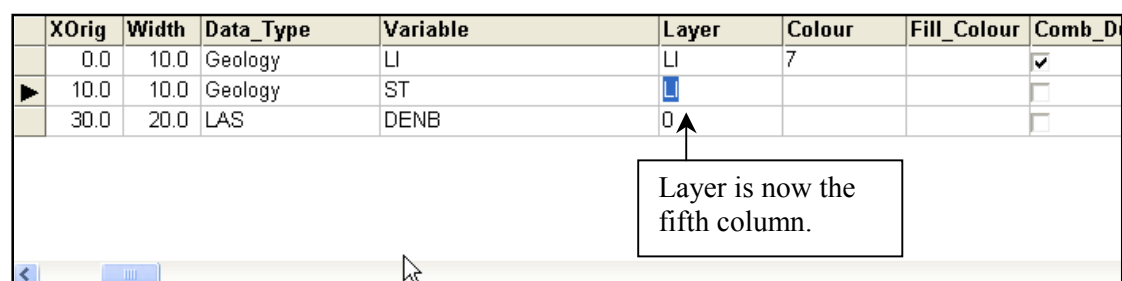 XOrig Width Data_Type Variable Layer Colour Fill_Colour Comb_D
0.0 10.0 Geology LI LI 7
10.0 10.0 Geology ST LI
30.0 20.0 LAS DENB 0
Layer is now the
fifth column.